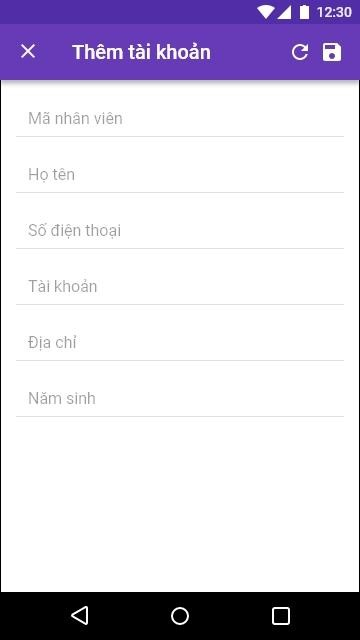 12:30
Thêm tài khoản
Mã nhân viên
Họ tên
Số điện thoại
Tài khoản
Địa chỉ
Năm sinh